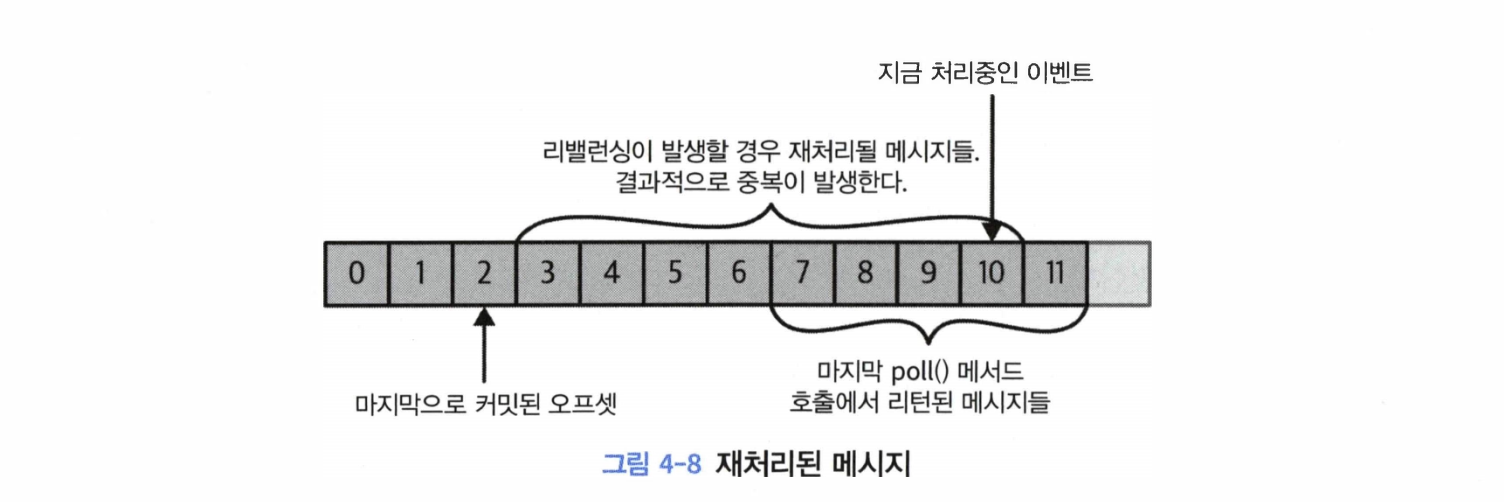 지금 처리중인 이벤트
리밸런싱이 발생할 경우 재처리될 메시지들.
결과적으로 중복이 발생한다.
0 1 2 3 4 5 6 7 8 9 10 11
마지막으로 커밋된 오프셋
마지막 poll() 메서드
호출에서 리턴된 메시지들
그림 4-8 재처리된 메시지